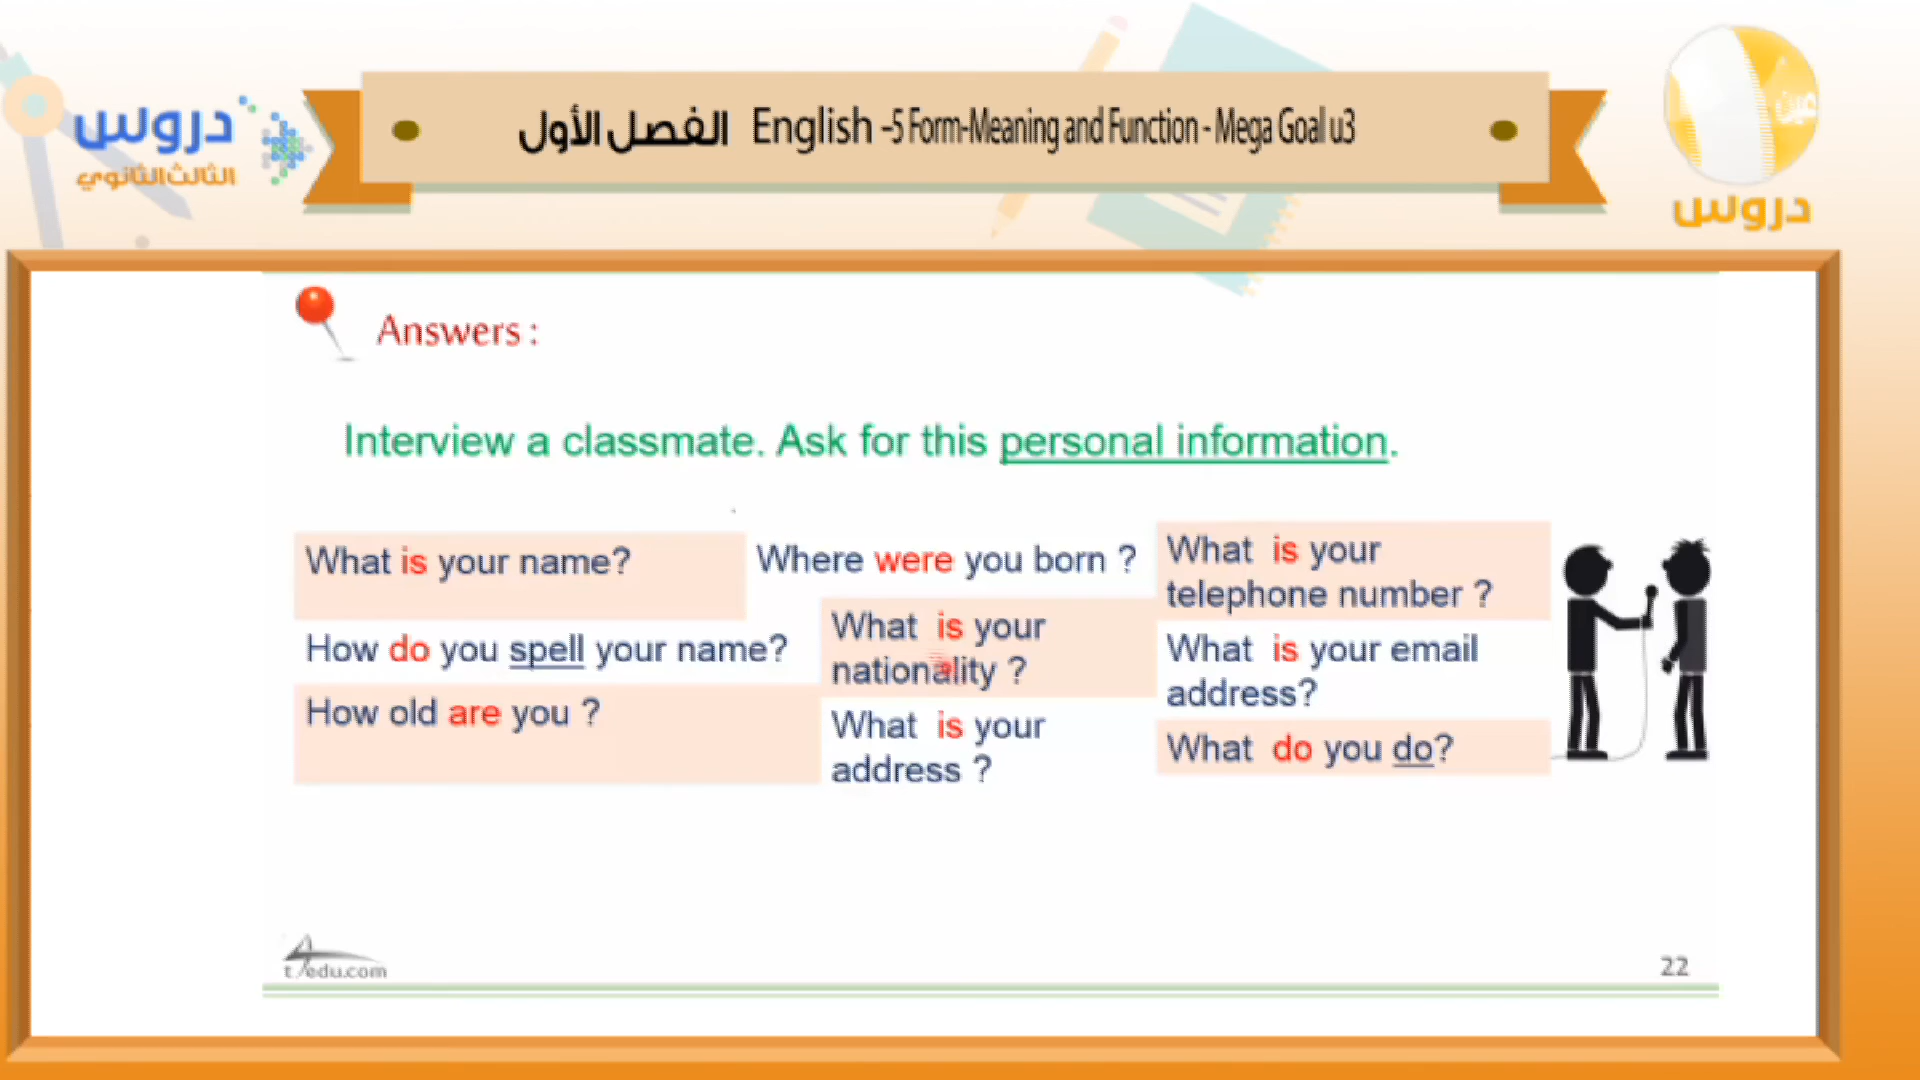 دروس
الثالث الثانوي
الفصل الأول English -5 Form-Meaning and Function - Mega Goal u3
عين
دروس
Answers :
Interview a classmate. Ask for this personal information.
What is your name?
How do you spell your name?
How old are you ?
Where were you born ?
What is your
nationality ?
What is your
address ?
What is your
telephone number ?
What is your email
address?
What do you do?
t4edu.com
22